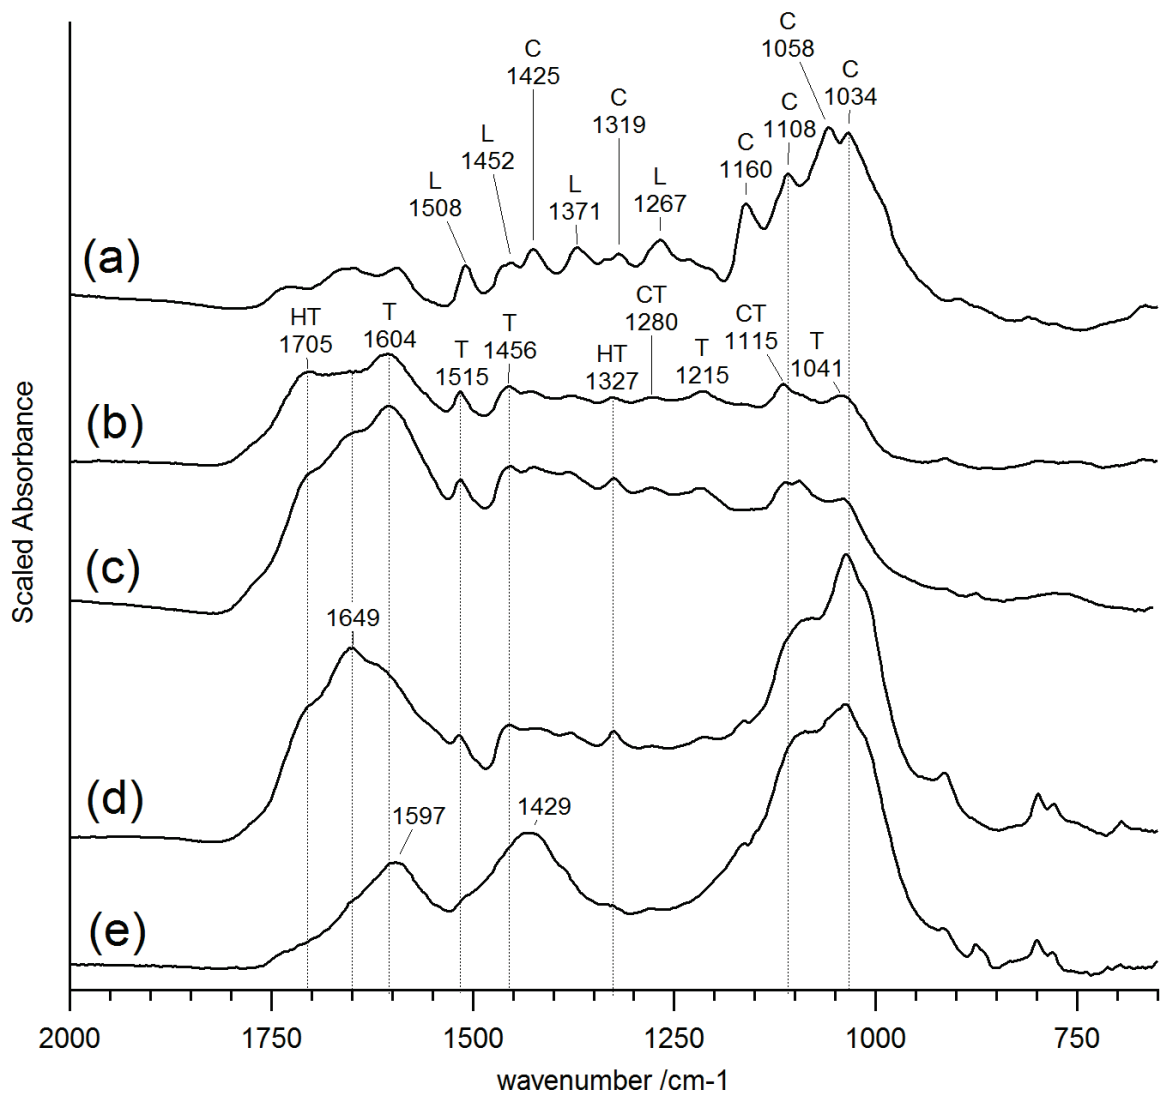 C
1058
C
1425
C
1034
C
1319
C
1108
L
1452
C
1160
L
1508
L
1371
L
1267
(a)
HT
1705
T
1604
T
1515
T
1456
HT
1327
CT
1280
T
1215
CT
1115
T
1041
(b)
(c)
1649
(d)
1597
1429
(e)
Scaled Absorbance
2000 1750 1500 1250 1000 750
wavenumber /cm-1